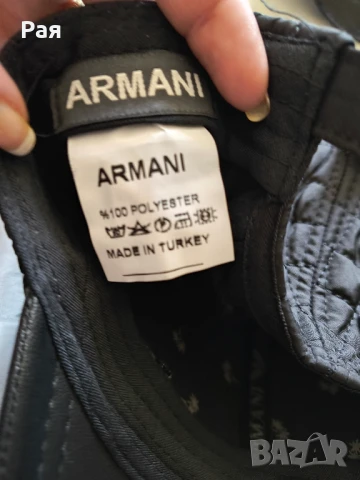 Рая
ARMANI
ARMANI
%100 POLYESTER
MADE IN TURKEY
BAZAR